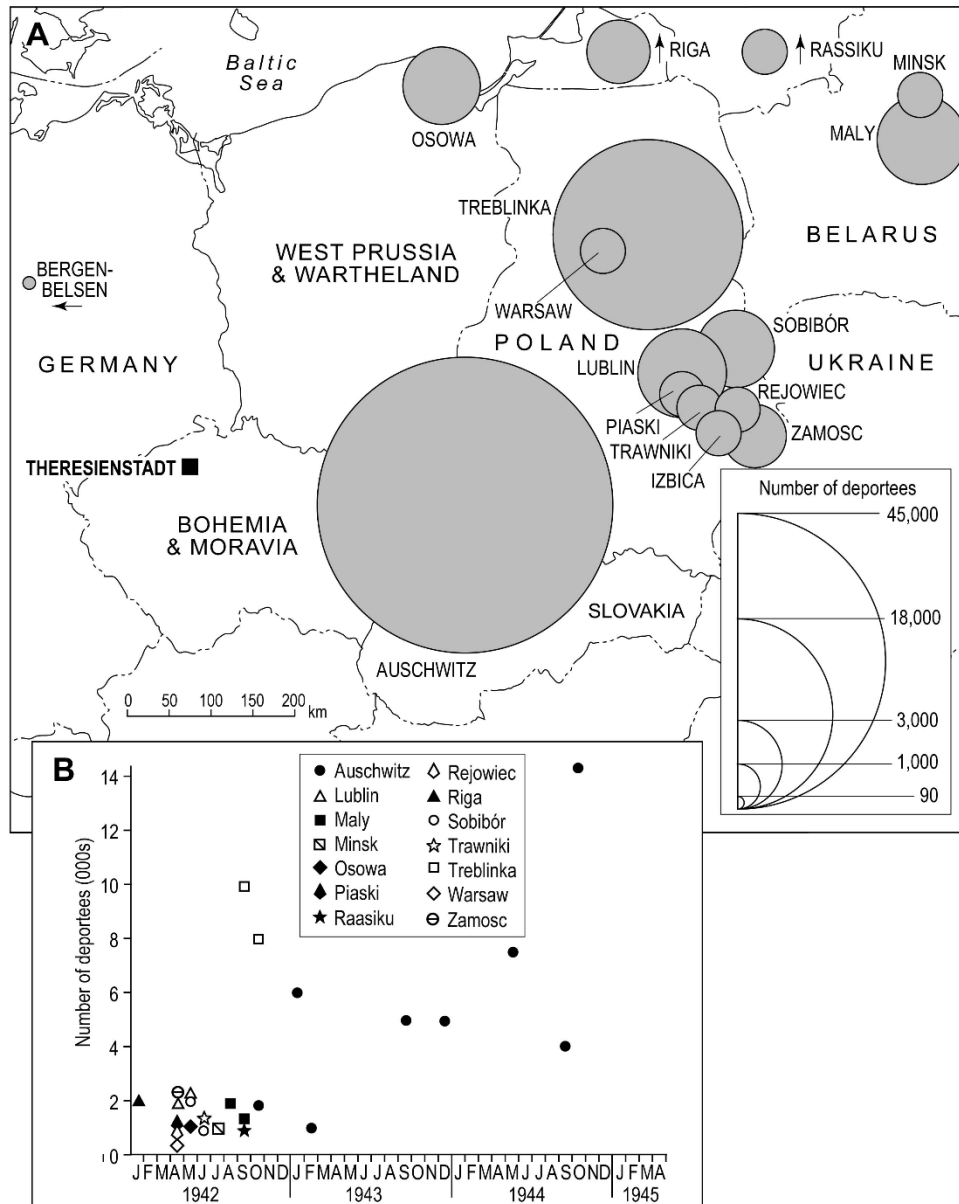 A
Baltic
Sea
RIGA
RASSIKU
MINSK
OSOWA
MALY
TREBLINKA
BELARUS
WEST PRUSSIA
& WARTHELAND
BERGEN-
BELSEN
WARSAW
SOBIBÓR
POLAND
GERMANY
LUBLIN
UKRAINE
REJOWIEC
PIASKI
TRAWNIKI
ZAMOSC
IZBICA
THERESIENSTADT
BOHEMIA
& MORAVIA
SLOVAKIA
AUSCHWITZ
0 50 100 150 200
km
Number of deportees
45,000
18,000
3,000
1,000
90
B
Number of deportees (000s)
14
12
10
8
6
4
2
0
Auschwitz
Lublin
Maly
Minsk
Osowa
Piaski
Raasiku
Rejowiec
Riga
Sobibór
Trawniki
Treblinka
Warsaw
Zamosc
J F M A M J J A S O N D J F M A M J J A S O N D J F M A M J J A S O N D J F M A
1942 1943 1944 1945